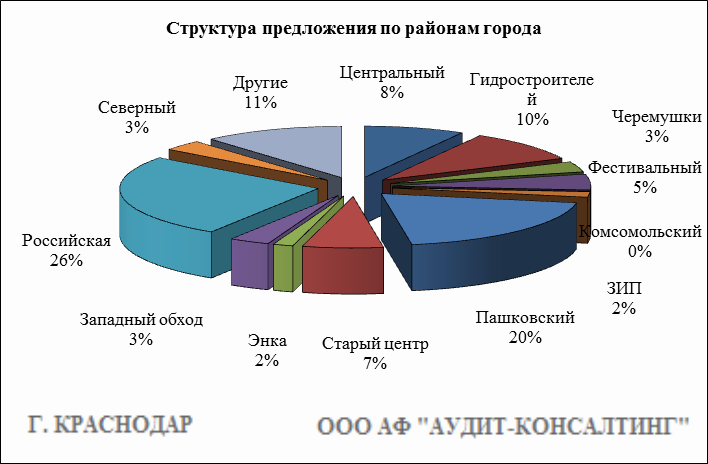 Структура предложения по районам города
Центральный
8%
Гидростроителе
й
10%
Черемушки
3%
Фестивальный
5%
Комсомольский
0%
ЗИП
2%
Пашковский
20%
Старый центр
7%
Энка
2%
Западный обход
3%
Российская
26%
Северный
3%
Другие
11%
Г. КРАСНОДАР
ООО АФ "АУДИТ-КОНСАЛТИНГ"